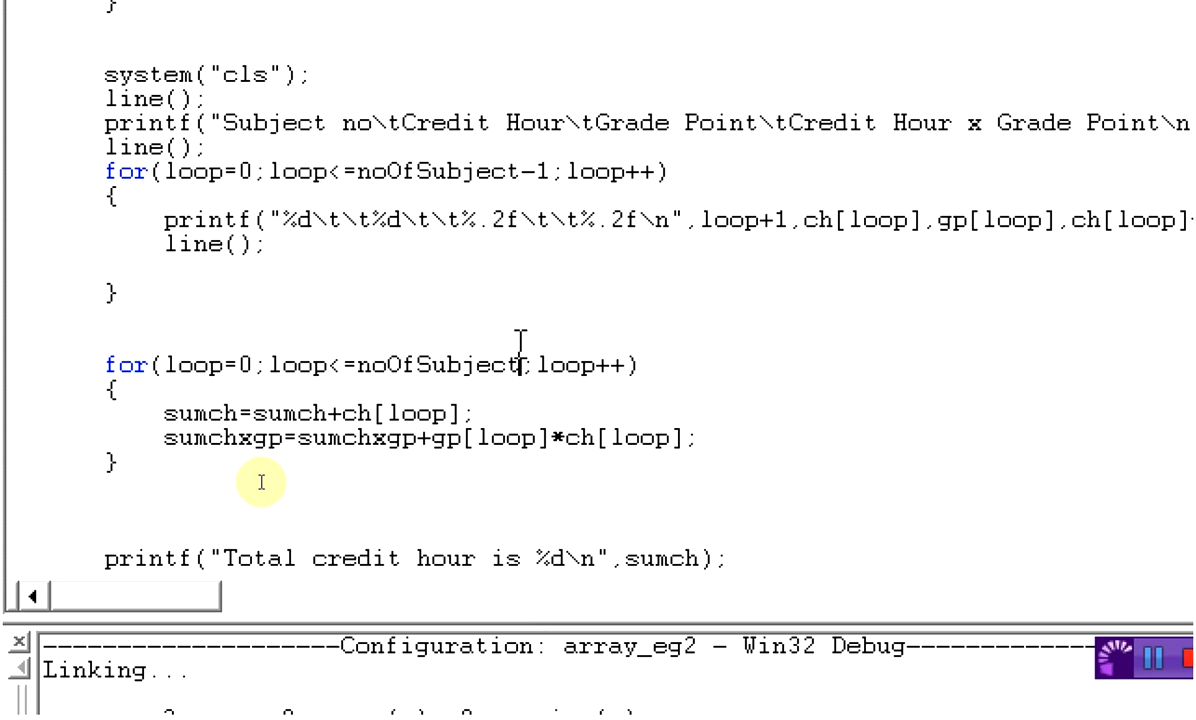 }
system("cls");
line();
printf("Subject no\tCredit Hour\tGrade Point\tCredit Hour x Grade Point\n
line();
for(loop=0;loop<=noOfSubject-1;loop++)
{
printf("%d\t\t%d\t\t%.2f\t\t%.2f\n",loop+1,ch[loop],gp[loop],ch[loop]
line();
}
for(loop=0;loop<=noOfSubject;loop++)
{
sumch=sumch+ch[loop];
sumchxgp=sumchxgp+gp[loop]*ch[loop];
}
printf("Total credit hour is %d\n",sumch);
--------------------Configuration: array_eg2 - Win32 Debug-------------
Linking...